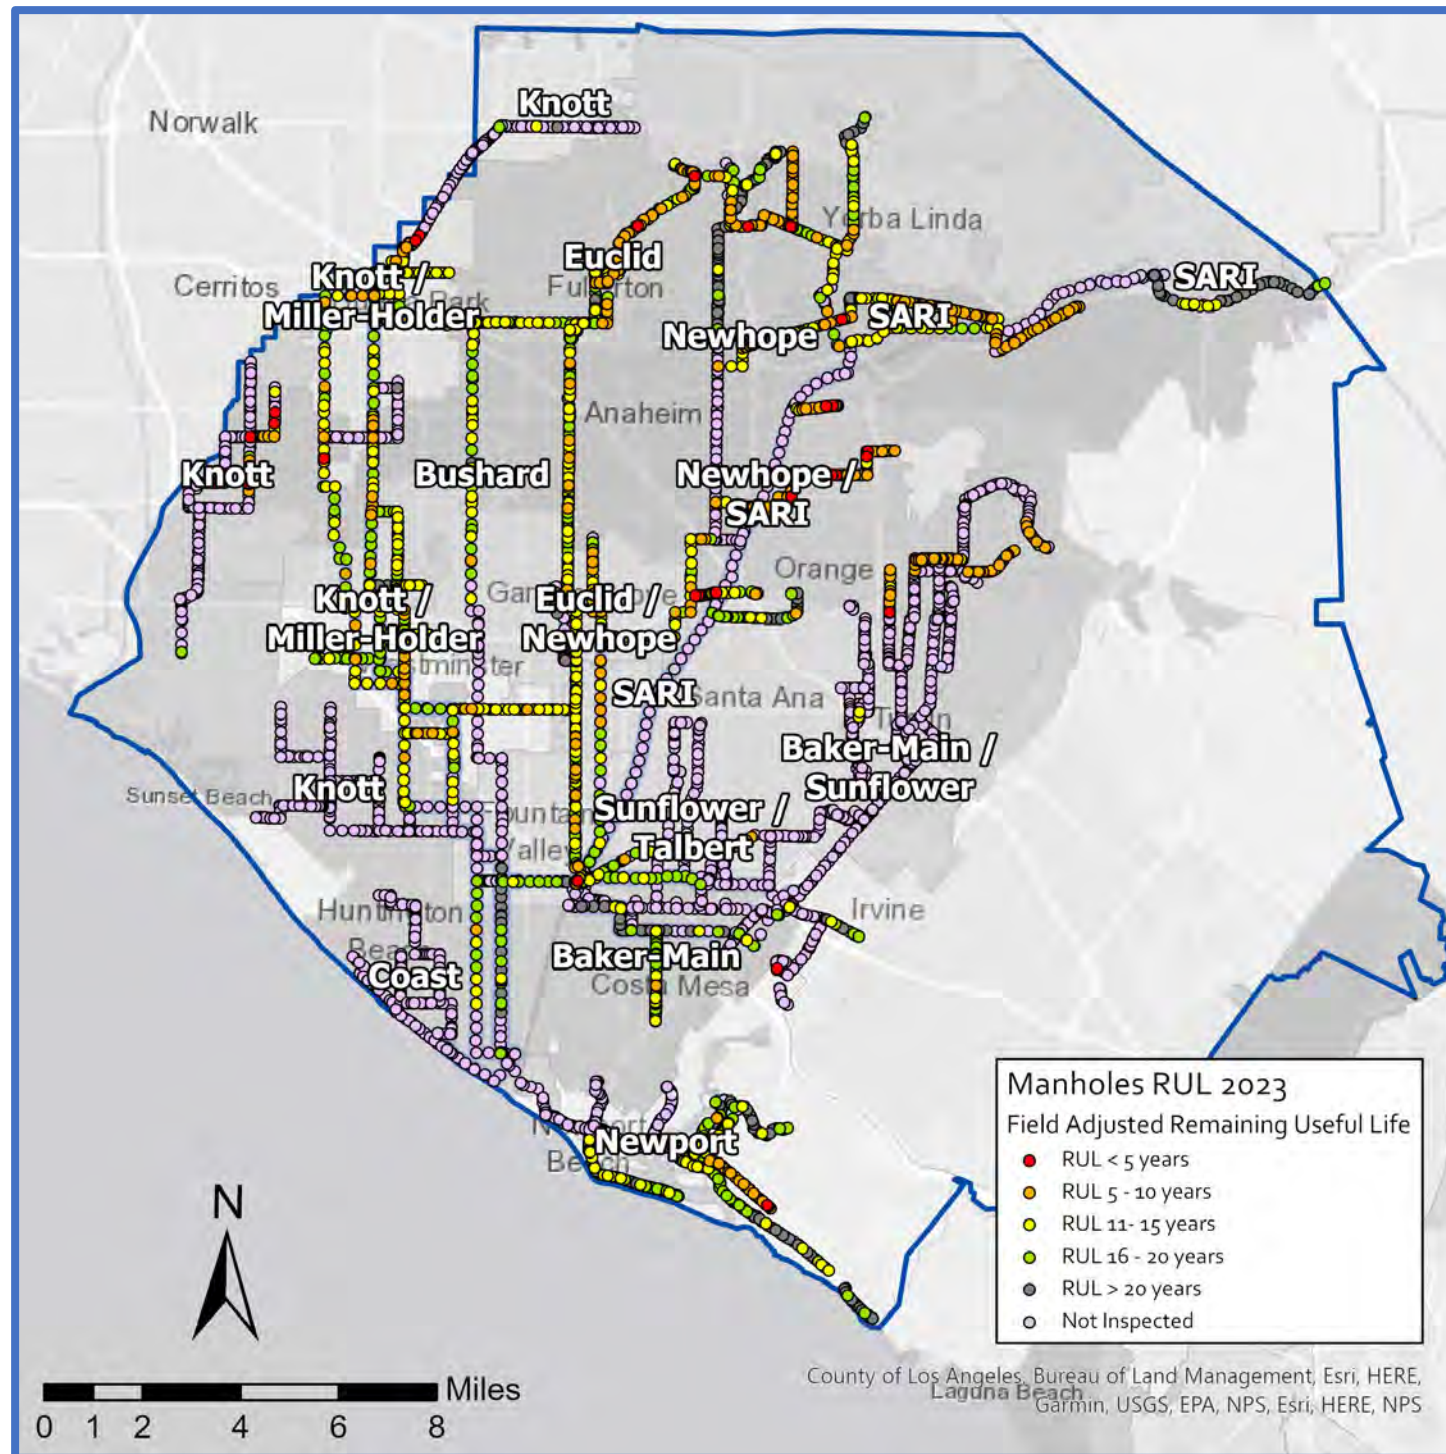 Knott
Norwalk
Yorba Linda
Euclid
Cerritos
Knott /
Miller-Holder
Park
Fullerton
SARI
SARI
Newhope
Anaheim
Knott
Bushard
Newhope /
SARI
Orange
Knott /
Miller-Holder
Euclid /
Newhope
SARI
Santa Ana
Baker-Main /
Sunflower
Knott
Sunset Beach
Sunflower /
Talbert
Fountain
Valley
Huntington
Beach
Irvine
Coast
Baker-Main
Costa Mesa
Newport
Beach
Manholes RUL 2023
Field Adjusted Remaining Useful Life
RUL < 5 years
RUL 5 - 10 years
RUL 11- 15 years
RUL 16 - 20 years
RUL > 20 years
Not Inspected
N
Miles
0 1 2 4 6 8
County of Los Angeles, Bureau of Land Management, Esri, HERE,
Garmin, USGS, EPA, NPS, Esri, HERE, NPS
Laguna Beach